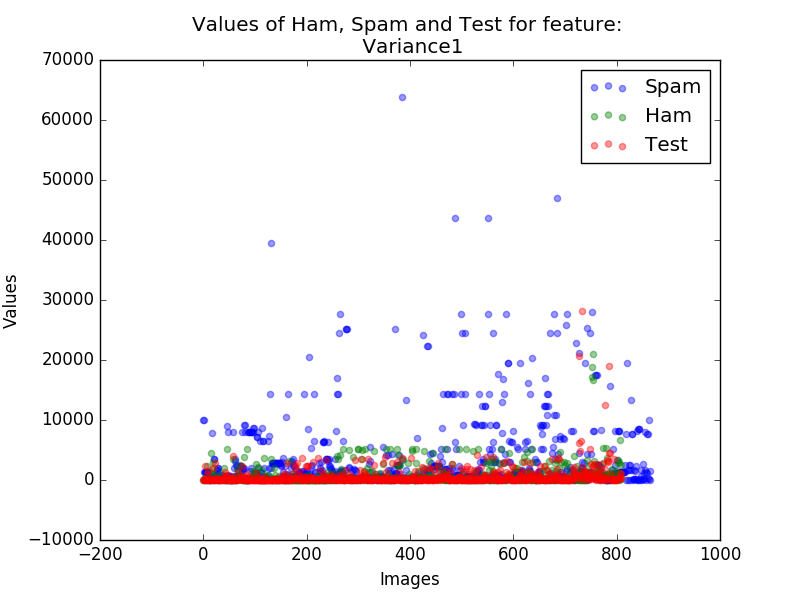 Values of Ham, Spam and Test for feature:
Variance1
70000
60000
50000
40000
30000
20000
10000
0
−10000
Values
Spam
Ham
Test
−200
0
200
400
600
800
1000
Images